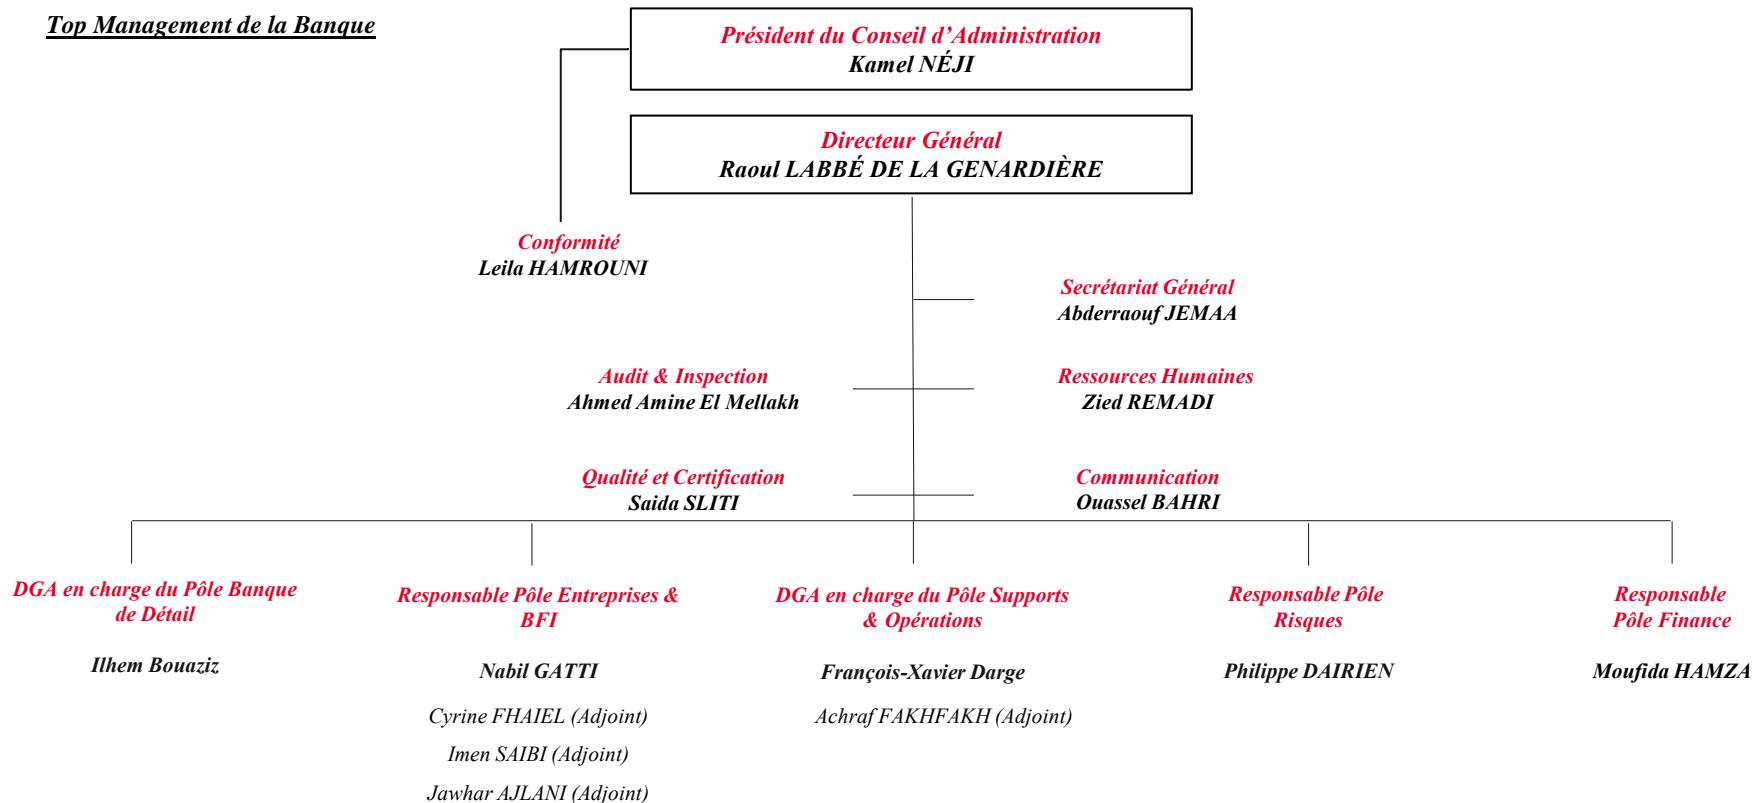 Top Management de la Banque
Président du Conseil d’Administration
Kamel NÉJI
Directeur Général
Raoul LABBÉ DE LA GENARDIÈRE
Conformité
Leila HAMROUNI
Secrétariat Général
Abderraouf JEMAA
Audit & Inspection
Ahmed Amine El Mellakh
Ressources Humaines
Zied REMADI
Qualité et Certification
Saida SLITI
Communication
Ouassel BAHRI
DGA en charge du Pôle Banque
de Détail
Ilhem Bouaziz
Responsable Pôle Entreprises &
BFI
Nabil GATTI
Cyrine FHAIEL (Adjoint)
Imen SAIBI (Adjoint)
Jawhar AJLANI (Adjoint)
DGA en charge du Pôle Supports
& Opérations
François-Xavier Darge
Achraf FAKHFAKH (Adjoint)
Responsable Pôle
Risques
Philippe DAIRIEN
Responsable
Pôle Finance
Moufida HAMZA